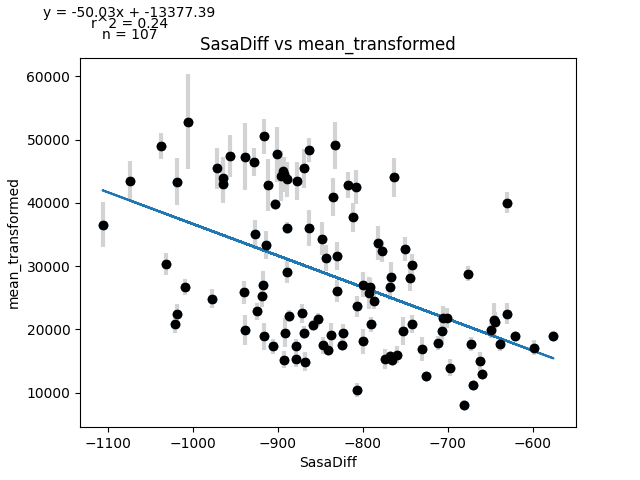 y = -50.03x + -13377.39
r^2 = 0.24
n = 107
SasaDiff vs mean_transformed
60000
50000
40000
30000
20000
10000
mean_transformed
−1100 −1000 −900 −800 −700 −600
SasaDiff